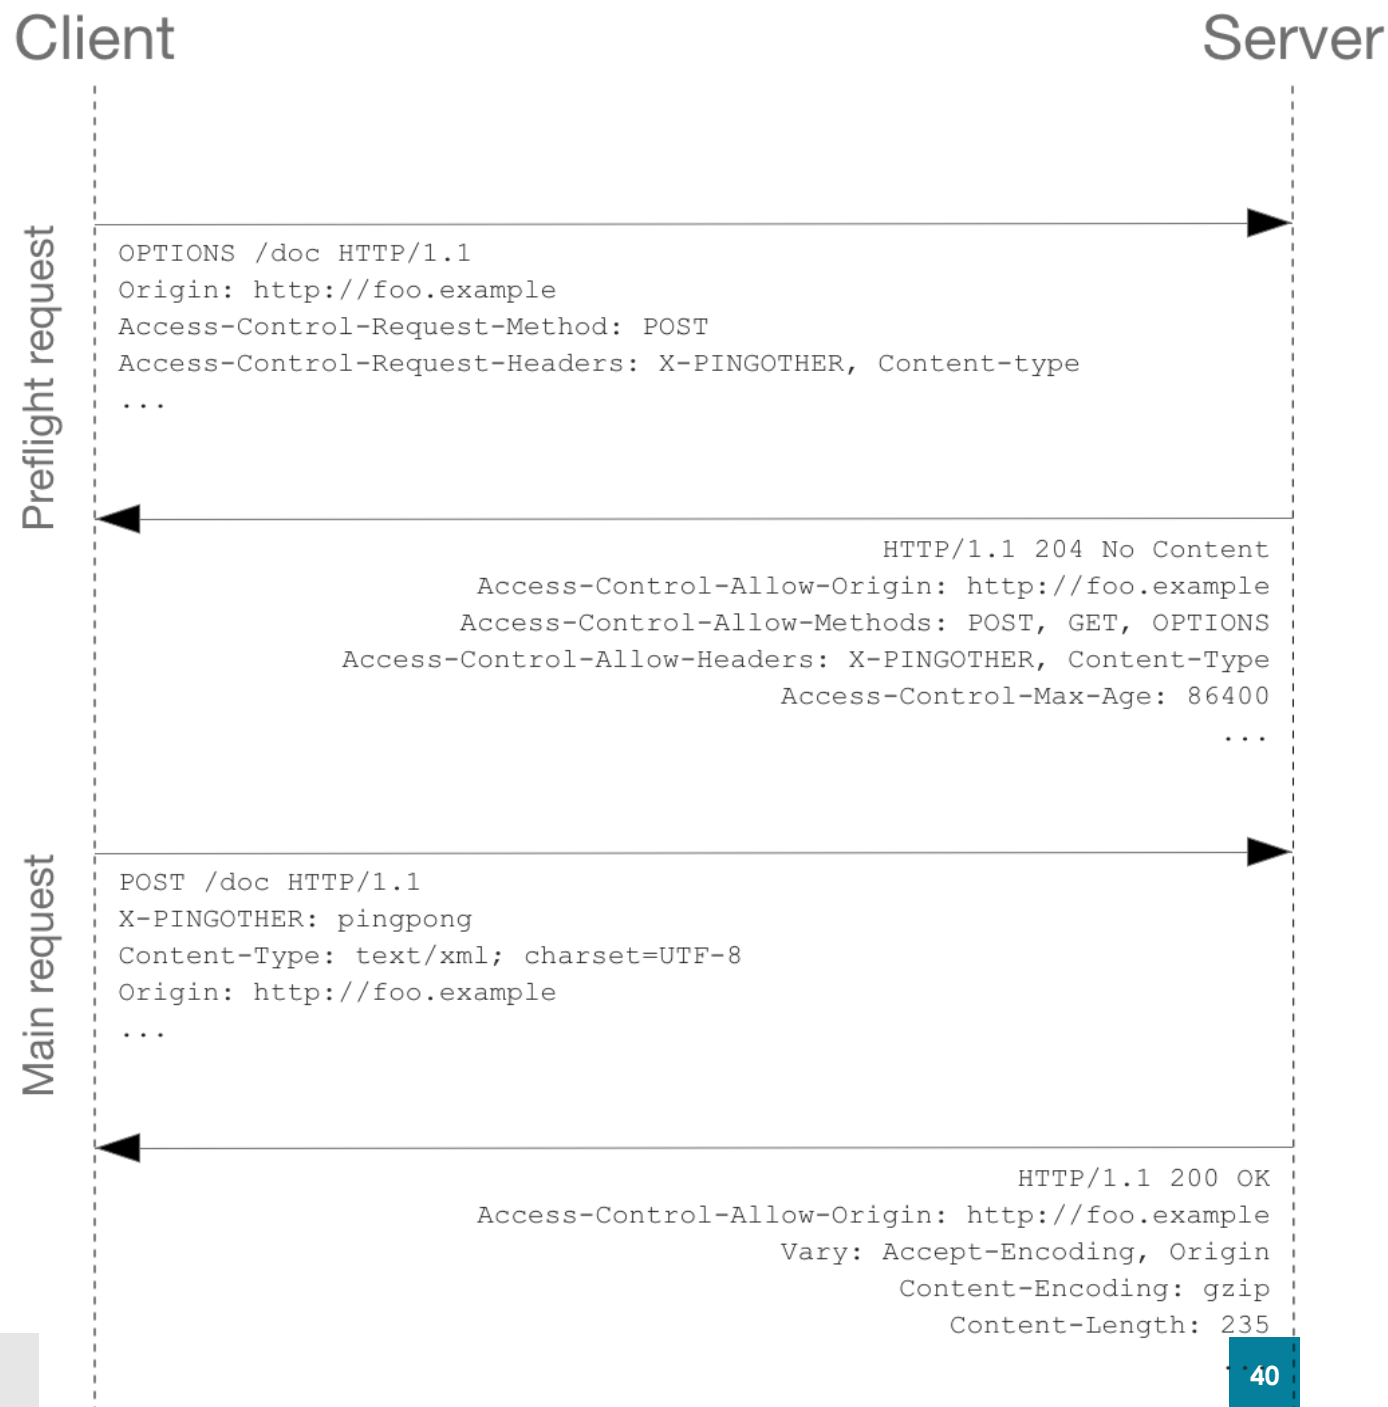 Client
Server
Preflight request
OPTIONS /doc HTTP/1.1
Origin: http://foo.example
Access-Control-Request-Method: POST
Access-Control-Request-Headers: X-PINGOTHER, Content-type
...
HTTP/1.1 204 No Content
Access-Control-Allow-Origin: http://foo.example
Access-Control-Allow-Methods: POST, GET, OPTIONS
Access-Control-Allow-Headers: X-PINGOTHER, Content-Type
Access-Control-Max-Age: 86400
...
Main request
POST /doc HTTP/1.1
X-PINGOTHER: pingpong
Content-Type: text/xml; charset=UTF-8
Origin: http://foo.example
...
HTTP/1.1 200 OK
Access-Control-Allow-Origin: http://foo.example
Vary: Accept-Encoding, Origin
Content-Encoding: gzip
Content-Length: 235
...
40